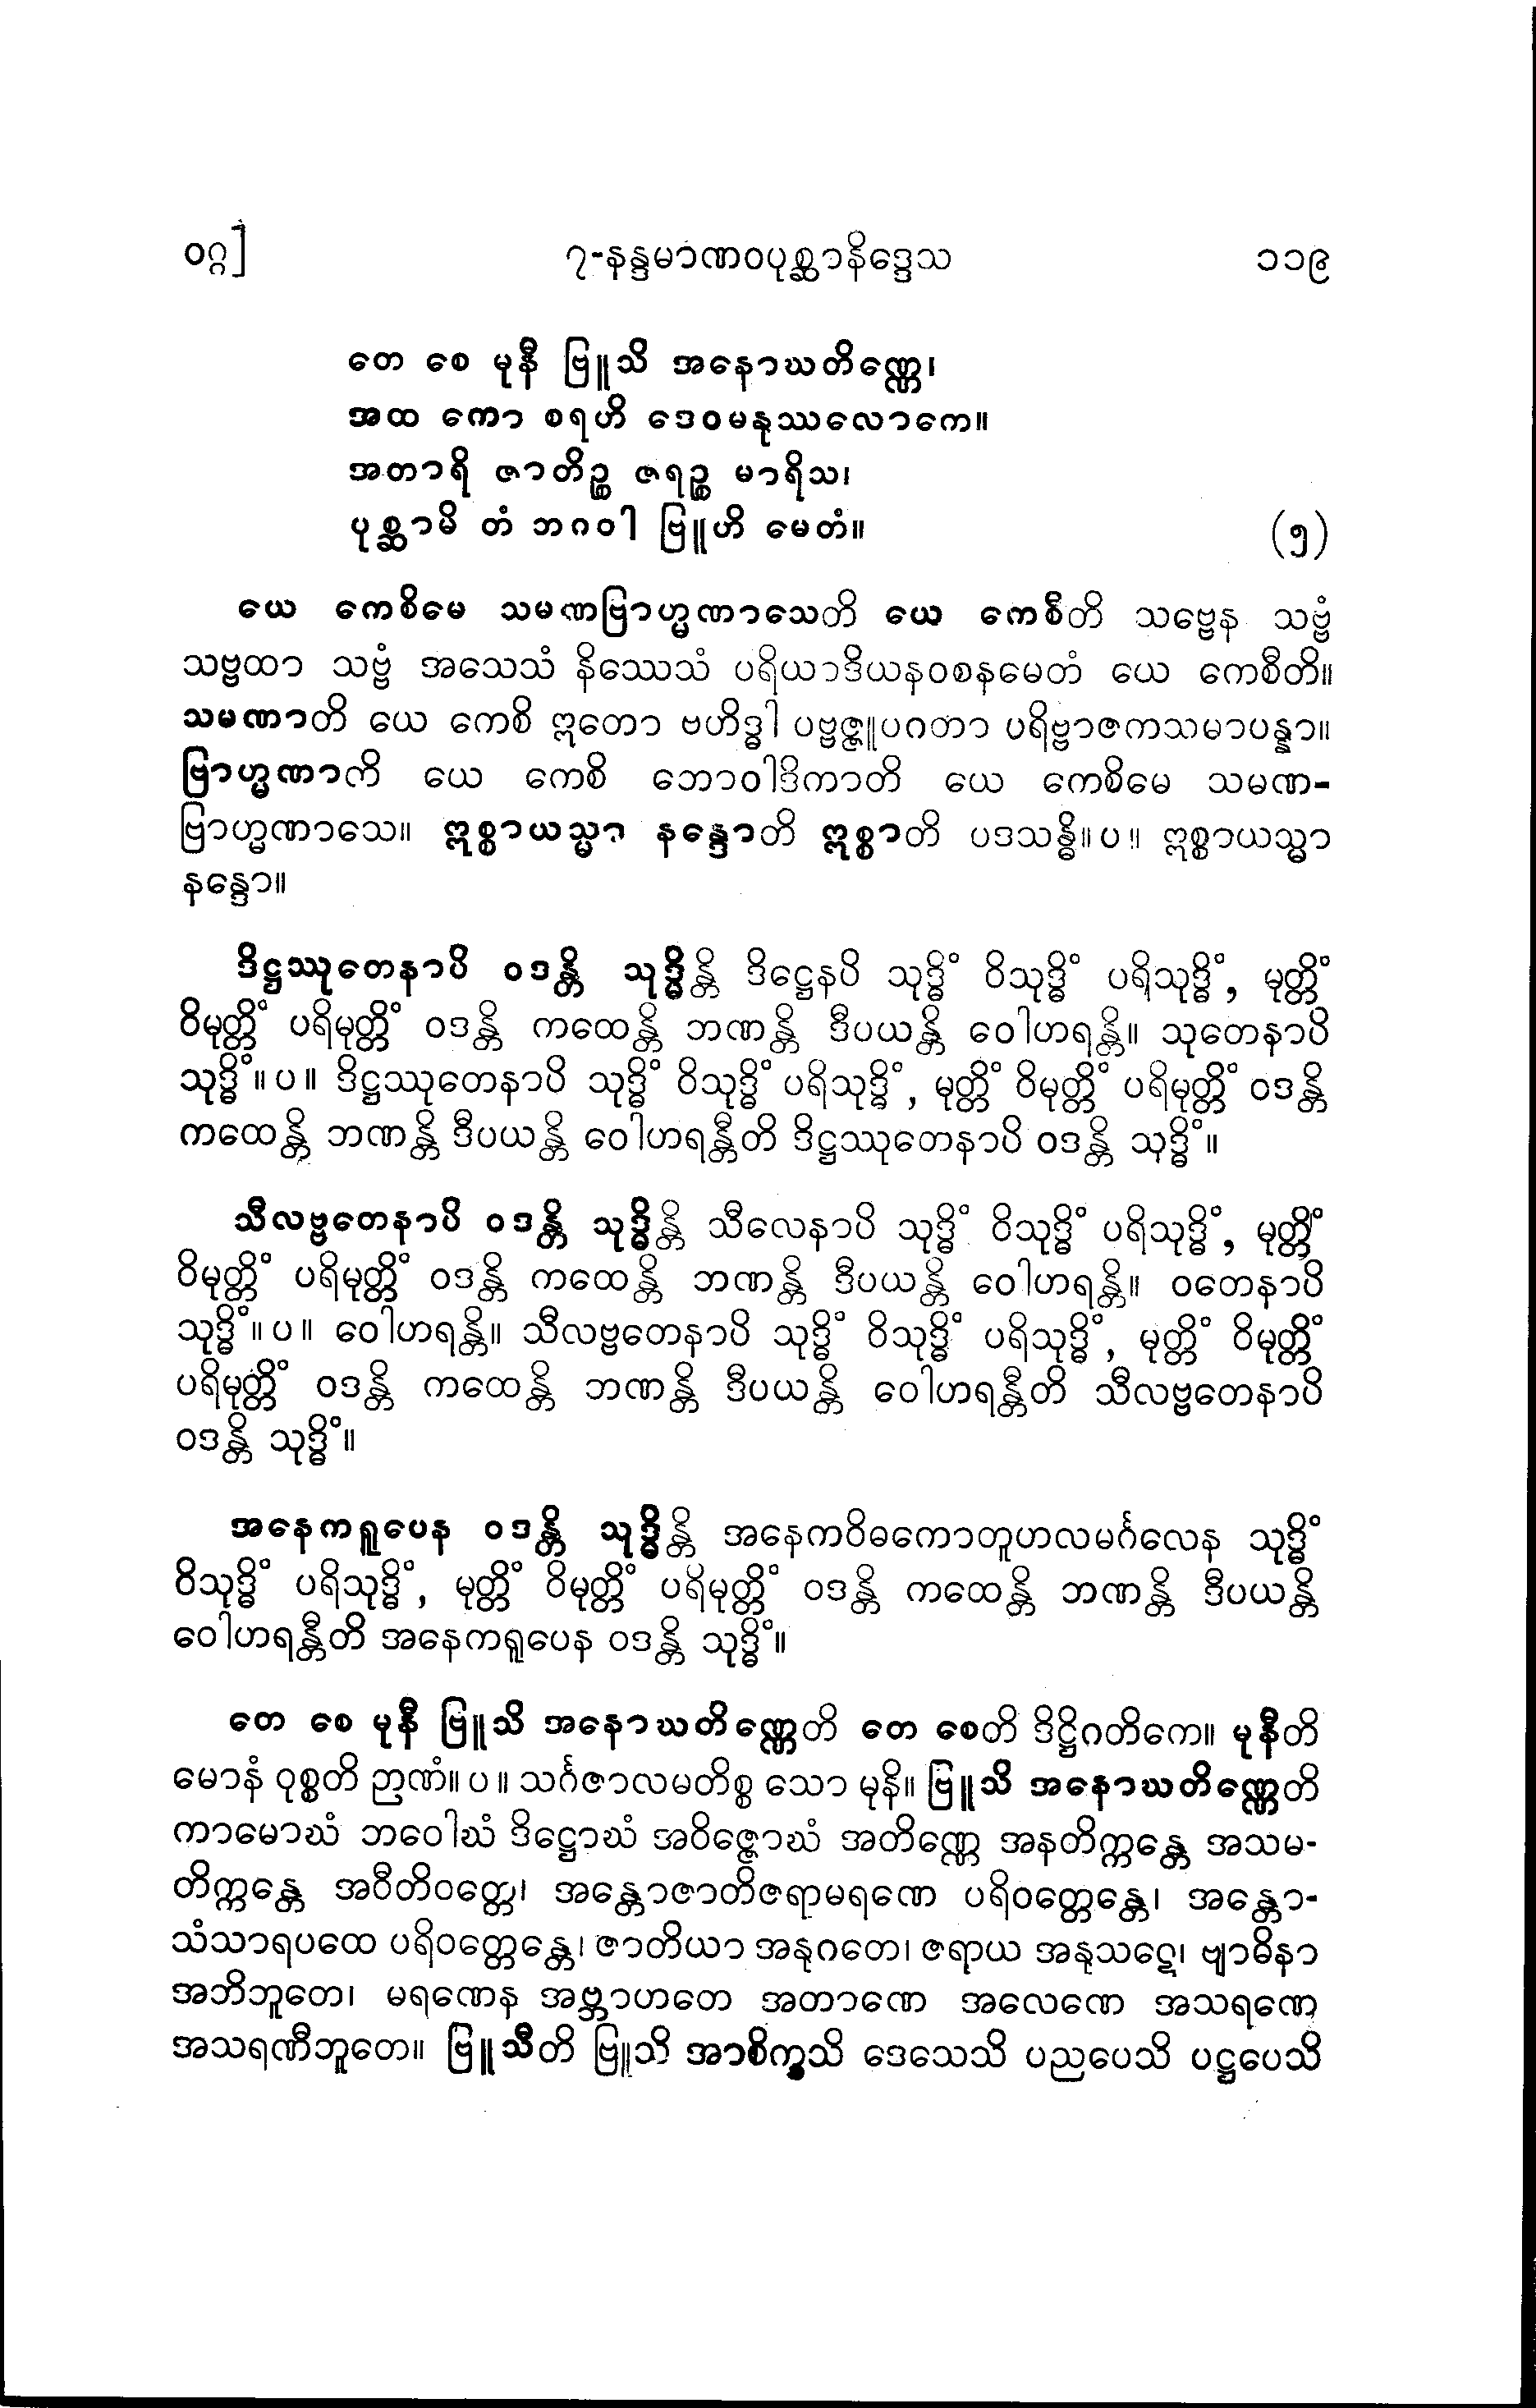 ဝဂ္ဂ] ၇-နန္ဒမာဏဝပုစ္ဆာနိဒ္ဒေသ ၁၁၉
တေ စေ မုနီ ဗြူသိ အနောဃတိဏ္ဏေ၊
အထ ကော စရဟိ ဒေဝမနုဿလောကေ။
အတာရိ ဇာတိဉ္စ ဇရဉ္စ မာရိသ၊
ပုစ္ဆာမိ တံ ဘဂဝါ ဗြူဟိ မေတံ။ (၅)
ယေ ကေစိမေ သမဏဗြာဟ္မဏာသေတိ ယေ ကေစီတိ သဗ္ဗေန သဗ္ဗံ
သဗ္ဗထာ သဗ္ဗံ အသေသံ နိဿေသံ ပရိယာဒိယနဝစနမေတံ ယေ ကေစီတိ။
သမဏာတိ ယေ ကေစိ ဣတော ဗဟိဒ္ဓါ ပဗ္ဗဇ္ဇူပဂတာ ပရိဗ္ဗာဇကသမာပန္နာ။
ဗြာဟ္မဏာကိ ယေ ကေစိ ဘောဝါဒိကာတိ ယေ ကေစိမေ သမဏ-
ဗြာဟ္မဏာသေ။ ဣစ္စာယသ္မာ နန္ဒောတိ ဣစ္စာတိ ပဒသန္ဓိ။ ပ ။ ဣစ္စာယသ္မာ
နန္ဒော။
ဒိဋ္ဌဿုတေနာပိ ဝဒန္တိ သုဒ္ဓိန္တိ ဒိဋ္ဌေနပိ သုဒ္ဓိံ ဝိသုဒ္ဓိံ ပရိသုဒ္ဓိံ, မုတ္တိံ
ဝိမုတ္တိံ ပရိမုတ္တိံ ဝဒန္တိ ကထေန္တိ ဘဏန္တိ ဒီပယန္တိ ဝေါဟရန္တိ။ သုတေနာပိ
သုဒ္ဓိံ။ ပ ။ ဒိဋ္ဌဿုတေနာပိ သုဒ္ဓိံ ဝိသုဒ္ဓိံ ပရိသုဒ္ဓိံ, မုတ္တိံ ဝိမုတ္တိံ ပရိမုတ္တိံ ဝဒန္တိ
ကထေန္တိ ဘဏန္တိ ဒီပယန္တိ ဝေါဟရန္တီတိ ဒိဋ္ဌဿုတေနာပိ ဝဒန္တိ သုဒ္ဓိံ။
သီလဗ္ဗတေနာပိ ဝဒန္တိ သုဒ္ဓိန္တိ သီလေနာပိ သုဒ္ဓိံ ဝိသုဒ္ဓိံ ပရိသုဒ္ဓိံ, မုတ္တိံ
ဝိမုတ္တိံ ပရိမုတ္တိံ ဝဒန္တိ ကထေန္တိ ဘဏန္တိ ဒီပယန္တိ ဝေါဟရန္တိ။ ဝတေနာပိ
သုဒ္ဓိံ။ ပ ။ ဝေါဟရန္တိ။ သီလဗ္ဗတေနာပိ သုဒ္ဓိံ ဝိသုဒ္ဓိံ ပရိသုဒ္ဓိံ, မုတ္တိံ ဝိမုတ္တိံ
ပရိမုတ္တိံ ဝဒန္တိ ကထေန္တိ ဘဏန္တိ ဒီပယန္တိ ဝေါဟရန္တီတိ သီလဗ္ဗတေနာပိ
ဝဒန္တိ သုဒ္ဓိံ။
အနေကရူပေန ဝဒန္တိ သုဒ္ဓိန္တိ အနေကဝိဓကောတူဟလမင်္ဂလေန သုဒ္ဓိံ
ဝိသုဒ္ဓိံ ပရိသုဒ္ဓိံ, မုတ္တိံ ဝိမုတ္တိံ ပရိမုတ္တိံ ဝဒန္တိ ကထေန္တိ ဘဏန္တိ ဒီပယန္တိ
ဝေါဟရန္တီတိ အနေကရူပေန ဝဒန္တိ သုဒ္ဓိံ။
တေ စေ မုနီ ဗြူသိ အနောဃတိဏ္ဏေတိ တေ စေတိ ဒိဋ္ဌိဂတိကေ။ မုနီတိ
မောနံ ဝုစ္စတိ ဉာဏံ။ ပ ။ သင်္ဂဇာလမတိစ္စ သော မုနိ။ ဗြူသိ အနောဃတိဏ္ဏေတိ
ကာမောဃံ ဘဝေါဃံ ဒိဋ္ဌောဃံ အဝိဇ္ဇောဃံ အတိဏ္ဏေ အနတိက္ကန္တေ အသမ-
တိက္ကန္တေ အဝီတိဝတ္တေ၊ အန္တောဇာတိဇရာမရဏေ ပရိဝတ္တေန္တေ၊ အန္တော-
သံသာရပထေ ပရိဝတ္တေန္တေ၊ ဇာတိယာ အနုဂတေ၊ ဇရာယ အနုသဋေ၊ ဗျာဓိနာ
အဘိဘူတေ၊ မရဏေန အဗ္ဘာဟတေ အတာဏေ အလေဏေ အသရဏေ
အသရဏီဘူတေ။ ဗြူသီတိ ဗြူသိ အာစိက္ခသိ ဒေသေသိ ပညပေသိ ပဋ္ဌပေသိ